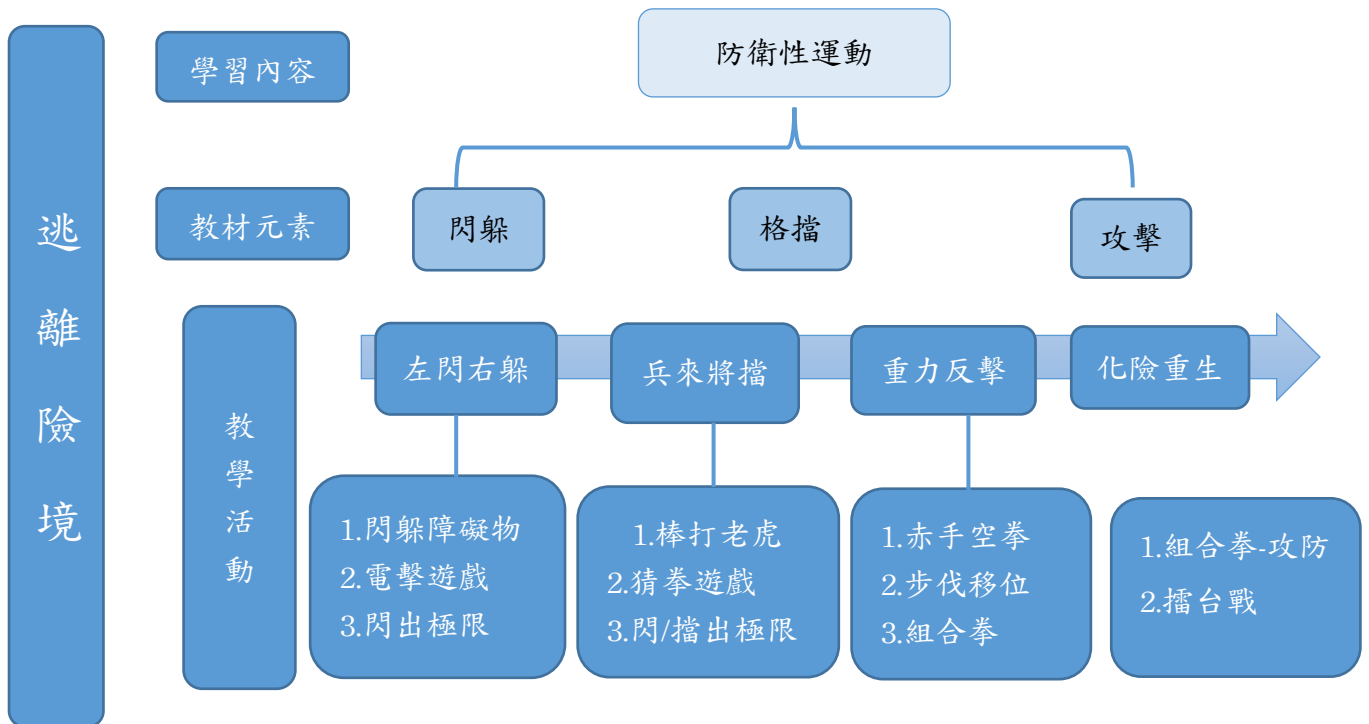 逃離險境
學習內容
防衛性運動
教材元素
閃躲
格擋
攻擊
教學活動
左閃右躲
兵來將擋
重力反擊
化險重生
1.閃躲障礙物
2.電擊遊戲
3.閃出極限
1.棒打老虎
2.猜拳遊戲
3.閃/擋出極限
1.赤手空拳
2.步伐移位
3.組合拳
1.組合拳-攻防
2.擂台戰